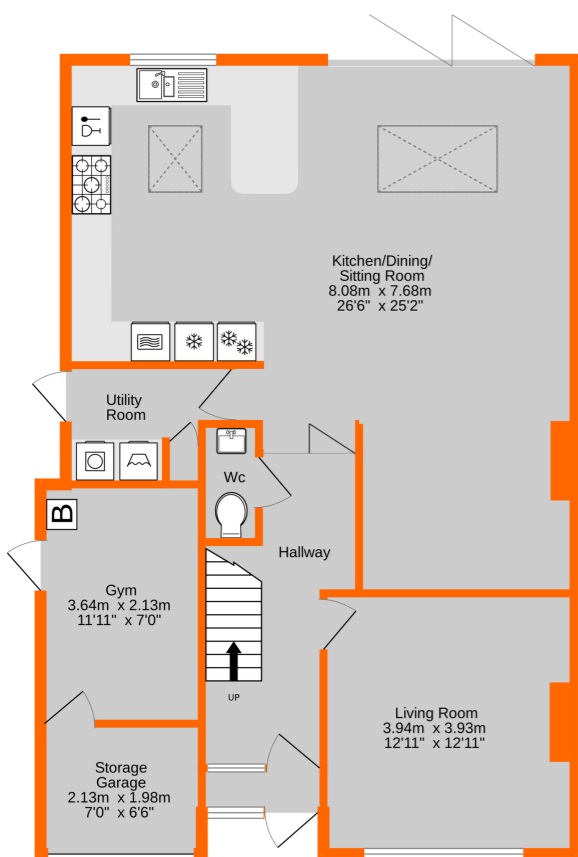 Kitchen/Dining/
Sitting Room
8.08m x 7.68m
26'6" x 25'2"
Utility
Room
Wc
B
Hallway
Gym
3.64m x 2.13m
11'11" x 7'0"
UP
Living Room
3.94m x 3.93m
12'11" x 12'11"
Storage
Garage
2.13m x 1.98m
7'0" x 6'6"